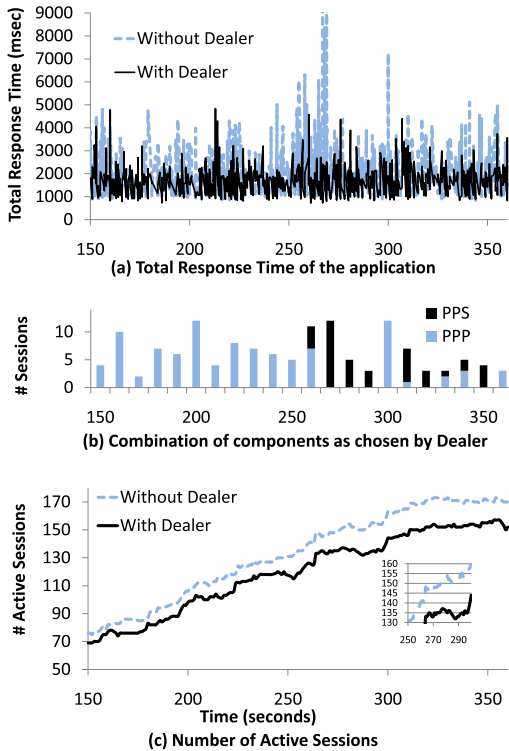 Total Response Time (msec)
9000
8000
7000
6000
5000
4000
3000
2000
1000
0
Without Dealer
With Dealer
150 200 250 300 350
(a) Total Response Time of the application
# Sessions
10
5
0
PPS
PPP
150 200 250 300 350
(b) Combination of components as chosen by Dealer
# Active Sessions
170
150
130
110
90
70
50
Without Dealer
With Dealer
160
155
150
145
140
135
130
250 270 290
150 200 250 300 350
Time (seconds)
(c) Number of Active Sessions